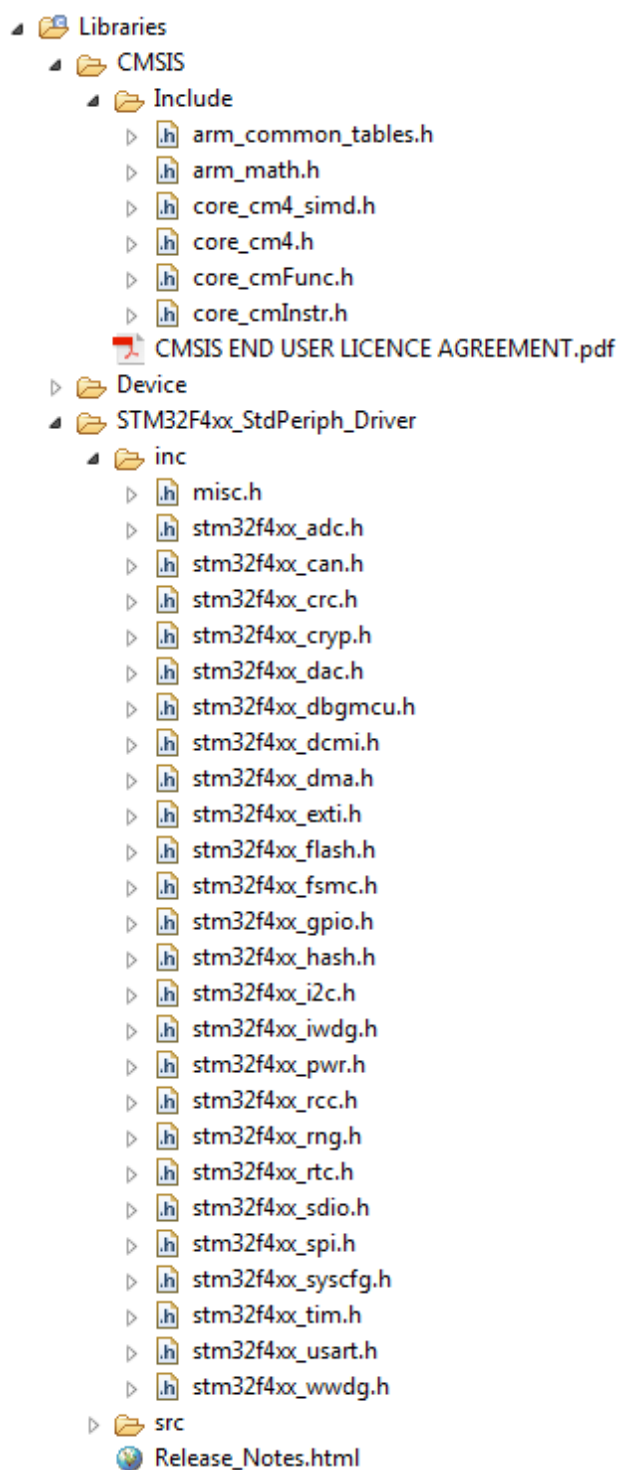 Libraries
CMSIS
Include
.h arm_common_tables.h
.h arm_math.h
.h core_cm4_simd.h
.h core_cm4.h
.h core_cmFunc.h
.h core_cmInstr.h
CMSIS END USER LICENCE AGREEMENT.pdf
Device
STM32F4xx_StdPeriph_Driver
inc
.h misc.h
.h stm32f4xx_adc.h
.h stm32f4xx_can.h
.h stm32f4xx_crc.h
.h stm32f4xx_cryp.h
.h stm32f4xx_dac.h
.h stm32f4xx_dbgmcu.h
.h stm32f4xx_dcmi.h
.h stm32f4xx_dma.h
.h stm32f4xx_exti.h
.h stm32f4xx_flash.h
.h stm32f4xx_fsmc.h
.h stm32f4xx_gpio.h
.h stm32f4xx_hash.h
.h stm32f4xx_i2c.h
.h stm32f4xx_iwdg.h
.h stm32f4xx_pwr.h
.h stm32f4xx_rcc.h
.h stm32f4xx_rng.h
.h stm32f4xx_rtc.h
.h stm32f4xx_sdio.h
.h stm32f4xx_spi.h
.h stm32f4xx_syscfg.h
.h stm32f4xx_tim.h
.h stm32f4xx_usart.h
.h stm32f4xx_wwdg.h
src
Release_Notes.html